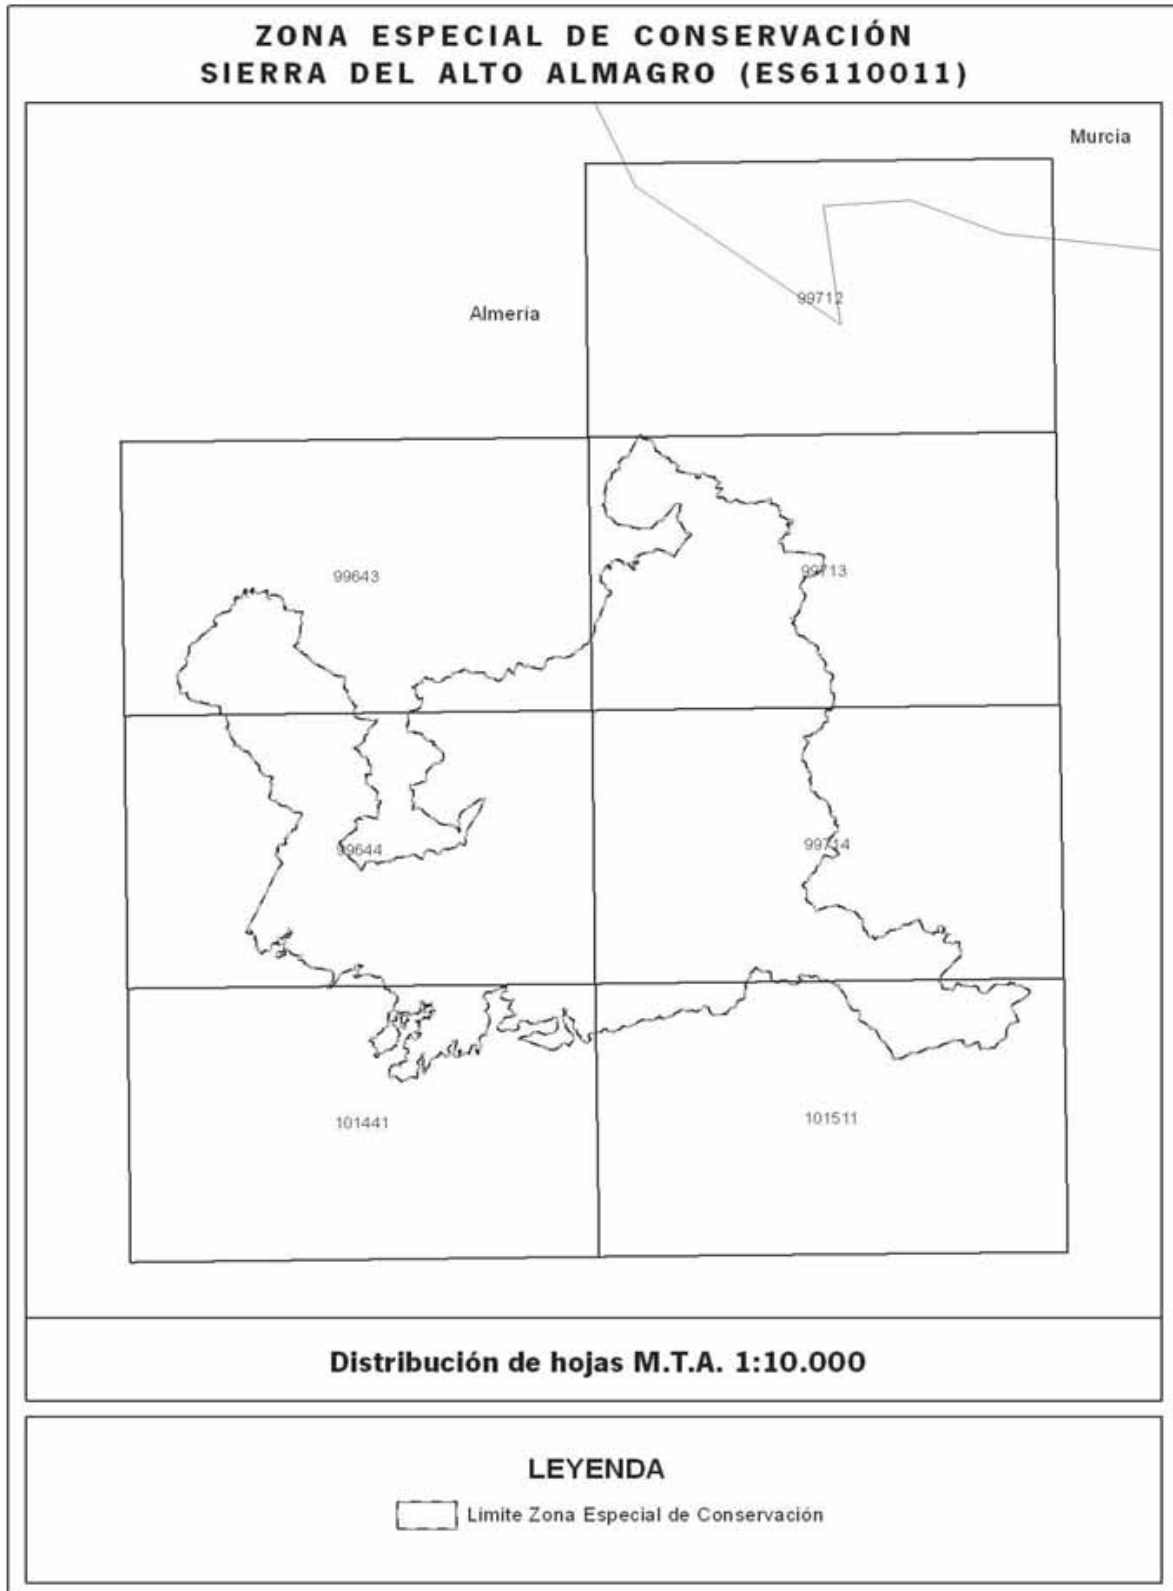 ZONA ESPECIAL DE CONSERVACIÓN
SIERRA DEL ALTO ALMAGRO (ES6110011)
Murcia
99712
Almería
99643
99713
99644
99714
101441
101511
Distribución de hojas M.T.A. 1:10.000
LEYENDA
Límite Zona Especial de Conservación